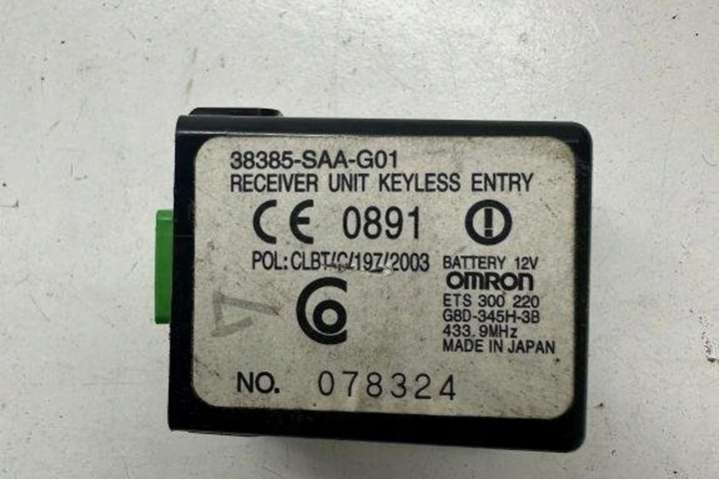 38385-SAA-G01
RECEIVER UNIT KEYLESS ENTRY
CE 0891
POL: CLBT/C/197/2003
BATTERY 12V
OMRON
ETS 300 220
G8D-345H-3B
433.9MHz
MADE IN JAPAN
NO. 078324